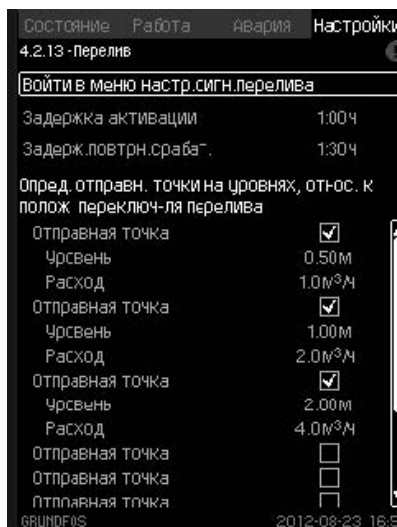 Состояние Работа Авария Настройки
4.2.13 - Перелив
Войти в меню настр.сигн.перелива
Задержка активации 1:00ч
Задерж.повтрн.сраба
Опред. отправн. точки на уровнях, относ. к
полож переключ-ля перелива
Отправная точка
Уровень 0.50м
Расход 1.0м³/ч
Отправная точка
Уровень 1.00м
Расход 2.0м³/ч
Отправная точка
Уровень 2.00м
Расход 4.0м³/ч
Отправная точка
Отправная точка
Отправная точка
GRUNDFOS 2012-08-23 16:5